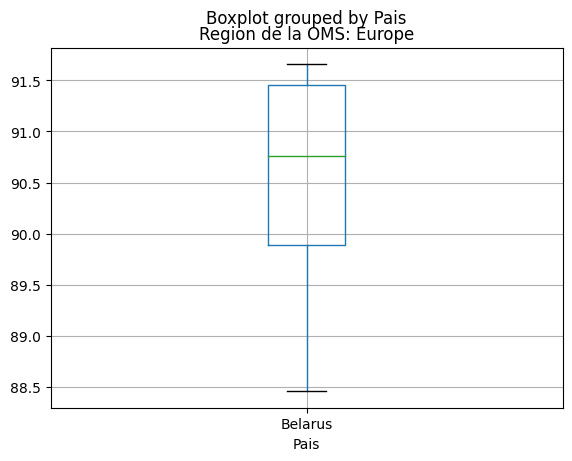 Boxplot grouped by Pais
Region de la OMS: Europe
91.5
91.0
90.5
90.0
89.5
89.0
88.5
Belarus
Pais